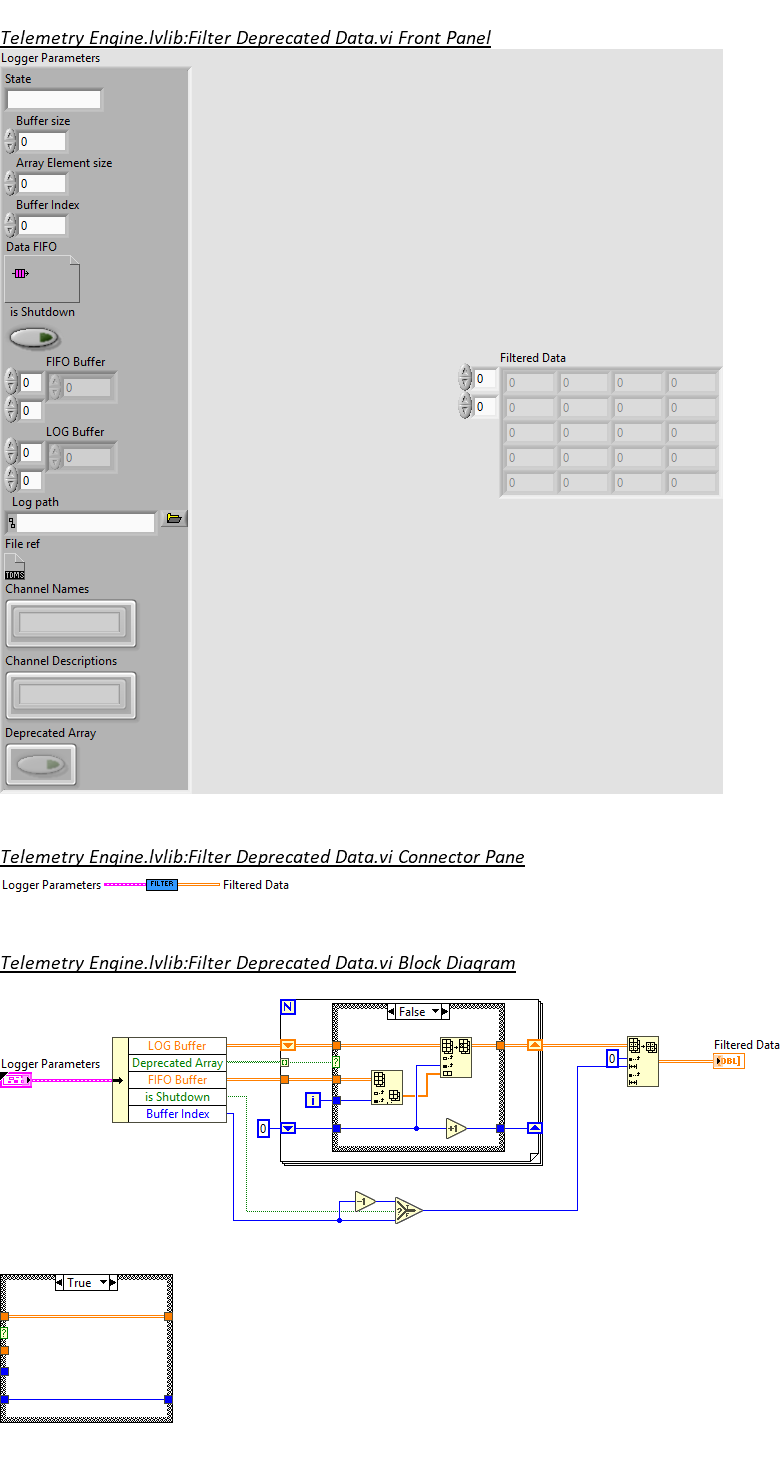 Telemetry Engine.lvlib:Filter Deprecated Data.vi Front Panel
Logger Parameters
State
Buffer size
0
Array Element size
0
Buffer Index
0
Data FIFO
is Shutdown
FIFO Buffer
0 0
0
LOG Buffer
0 0
0
Log path
File ref
TDMS
Channel Names
Channel Descriptions
Deprecated Array
Filtered Data
0 0 0 0 0
0 0 0 0 0
0 0 0 0
0 0 0 0
0 0 0 0
Telemetry Engine.lvlib:Filter Deprecated Data.vi Connector Pane
Logger Parameters FILTER Filtered Data
Telemetry Engine.lvlib:Filter Deprecated Data.vi Block Diagram
N
False
LOG Buffer
Deprecated Array
FIFO Buffer
is Shutdown
Buffer Index
Logger Parameters
i
0
+1
0
Filtered Data
DBL]
-1
?
T
F
True
?